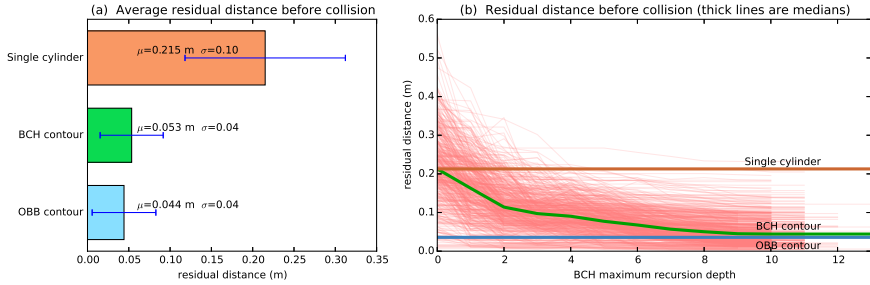 (a) Average residual distance before collision
Single cylinder
BCH contour
OBB contour
μ=0.215 m σ=0.10
μ=0.053 m σ=0.04
μ=0.044 m σ=0.04
0.00 0.05 0.10 0.15 0.20 0.25 0.30 0.35
residual distance (m)
(b) Residual distance before collision (thick lines are medians)
residual distance (m)
0.6
0.5
0.4
0.3
0.2
0.1
0.0
Single cylinder
BCH contour
OBB contour
0 2 4 6 8 10 12
BCH maximum recursion depth